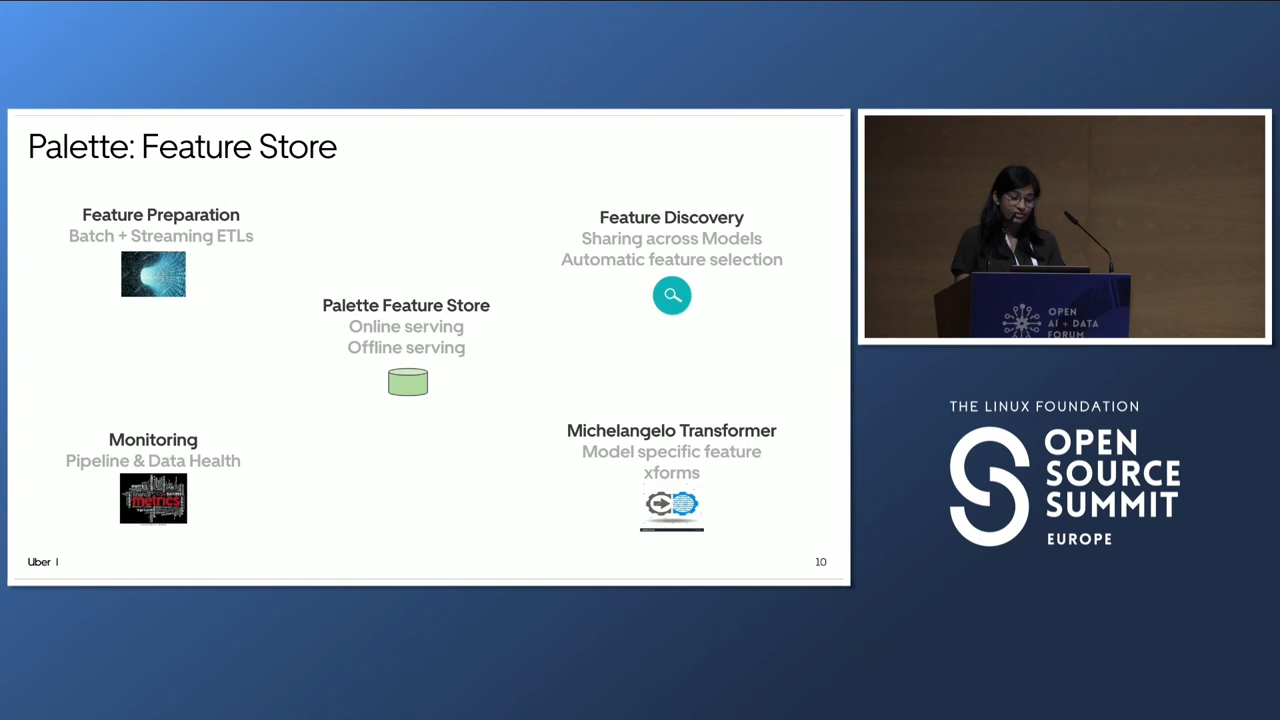 Palette: Feature Store
Feature Preparation
Batch + Streaming ETLs
Feature Discovery
Sharing across Models
Automatic feature selection
Palette Feature Store
Online serving
Offline serving
Monitoring
Pipeline & Data Health
metrics
Michelangelo Transformer
Model specific feature
xforms
Uber |
10
OPEN
AI + DATA
FORUM
THE LINUX FOUNDATION
OPEN
SOURCE
SUMMIT
EUROPE